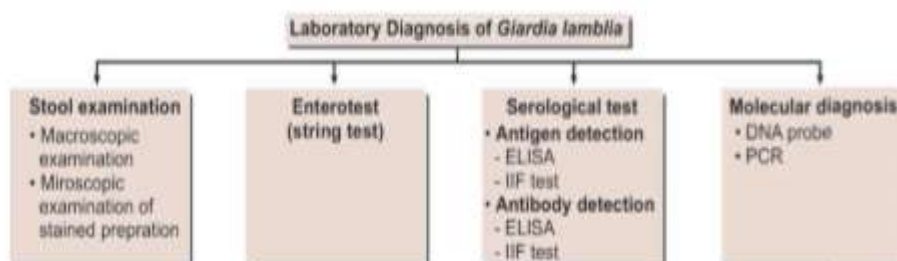 Laboratory Diagnosis of Giardia lamblia
Stool examination
• Macroscopic
examination
• Miroscopic
examination of
stained prepration
Enterotest
(string test)
Serological test
• Antigen detection
- ELISA
- IIF test
• Antibody detection
- ELISA
- IIF test
Molecular diagnosis
• DNA probe
• PCR